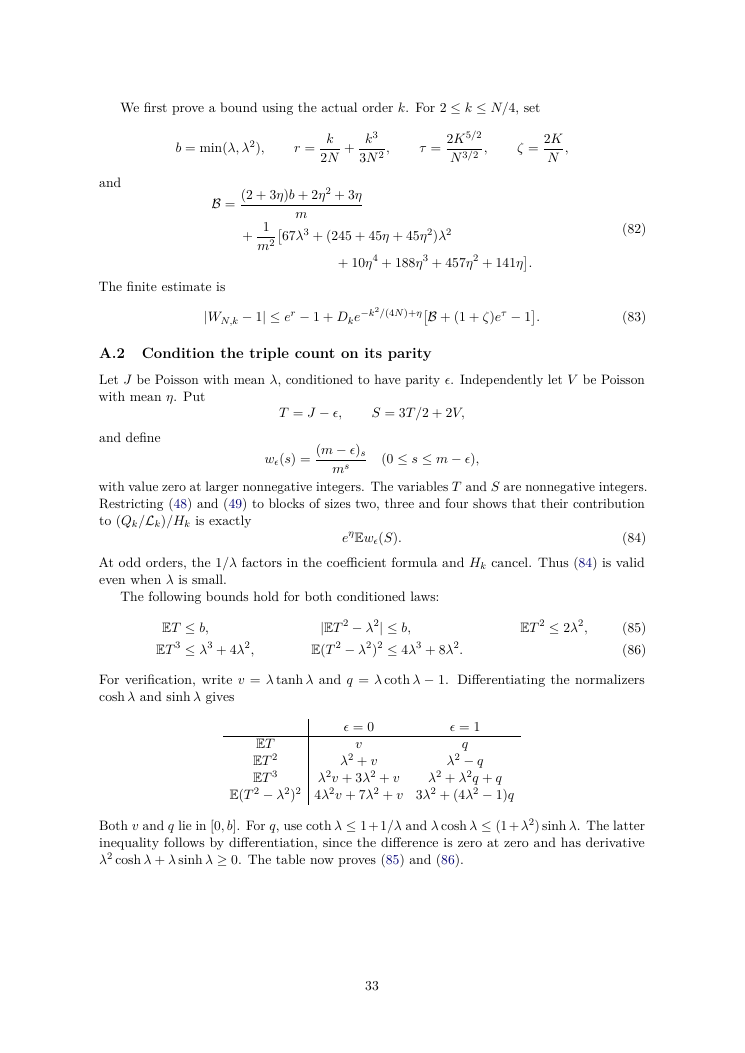 We first prove a bound using the actual order k. For 2 ≤ k ≤ N/4, set
b = min(λ, λ²),  r = k/2N + k³/3N²,  τ = 2K^{5/2}/N^{3/2},  ζ = 2K/N,
and
ℬ = ((2 + 3η)b + 2η² + 3η)/m
+ 1/m² [67λ³ + (245 + 45η + 45η²)λ²
(82)
+ 10η⁴ + 188η³ + 457η² + 141η].
The finite estimate is
|W_{N,k} − 1| ≤ e^r − 1 + D_k e^{−k²/(4N)+η}[ℬ + (1 + ζ)e^τ − 1]. (83)
A.2 Condition the triple count on its parity
Let J be Poisson with mean λ, conditioned to have parity ϵ. Independently let V be Poisson
with mean η. Put
T = J − ϵ,  S = 3T/2 + 2V,
and define
w_ϵ(s) = (m − ϵ)_s/m^s (0 ≤ s ≤ m − ϵ),
with value zero at larger nonnegative integers. The variables T and S are nonnegative integers.
Restricting (48) and (49) to blocks of sizes two, three and four shows that their contribution
to (Q_k/ℒ_k)/H_k is exactly
e^η 𝔼w_ϵ(S). (84)
At odd orders, the 1/λ factors in the coefficient formula and H_k cancel. Thus (84) is valid
even when λ is small.
The following bounds hold for both conditioned laws:
𝔼T ≤ b,  |𝔼T² − λ²| ≤ b,  𝔼T² ≤ 2λ², (85)
𝔼T³ ≤ λ³ + 4λ²,  𝔼(T² − λ²)² ≤ 4λ³ + 8λ². (86)
For verification, write v = λ tanh λ and q = λ coth λ − 1. Differentiating the normalizers
cosh λ and sinh λ gives
ϵ = 0 ϵ = 1
𝔼T v q
𝔼T² λ² + v λ² − q
𝔼T³ λ²v + 3λ² + v λ² + λ²q + q
𝔼(T² − λ²)² 4λ²v + 7λ² + v 3λ² + (4λ² − 1)q
Both v and q lie in [0, b]. For q, use coth λ ≤ 1+1/λ and λ cosh λ ≤ (1+λ²) sinh λ. The latter
inequality follows by differentiation, since the difference is zero at zero and has derivative
λ² cosh λ + λ sinh λ ≥ 0. The table now proves (85) and (86).
33